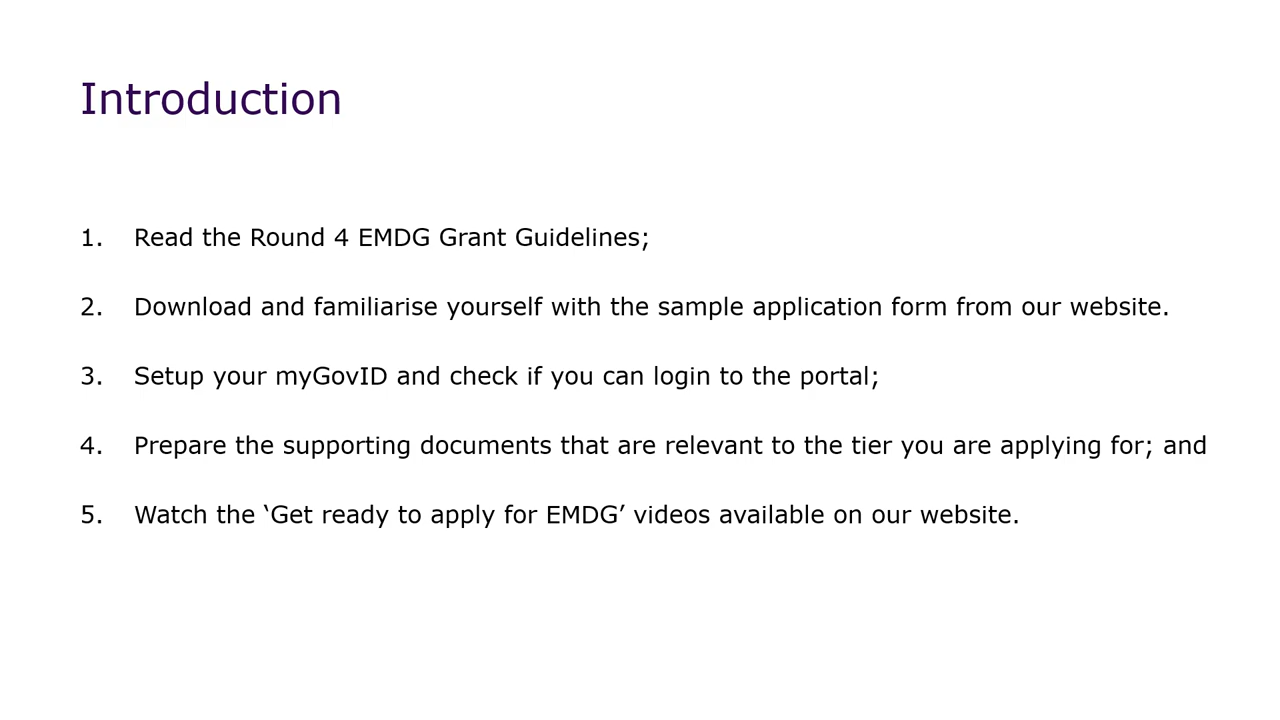 Introduction
1. Read the Round 4 EMDG Grant Guidelines;
2. Download and familiarise yourself with the sample application form from our website.
3. Setup your myGovID and check if you can login to the portal;
4. Prepare the supporting documents that are relevant to the tier you are applying for; and
5. Watch the ‘Get ready to apply for EMDG’ videos available on our website.